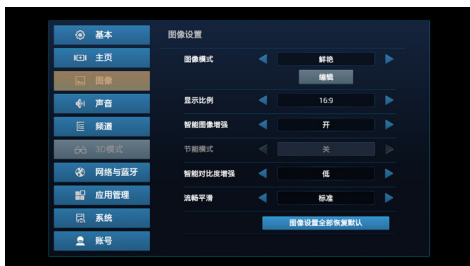 基本
主页
图像
声音
频道
3D模式
网络与蓝牙
应用管理
系统
账号
图像设置
图像模式 鲜艳
编辑
显示比例 16:9
智能图像增强 开
节能模式 关
智能对比度增强 低
流畅平滑 标准
图像设置全部恢复默认